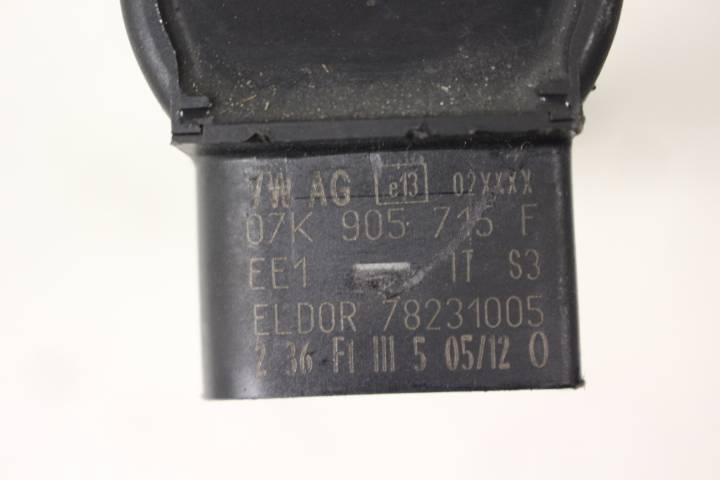 VW AG e13 02XXXX
07K 905 715 F
EE1 IT S3
ELDOR 78231005
2 36 FI III 5 05/12 0